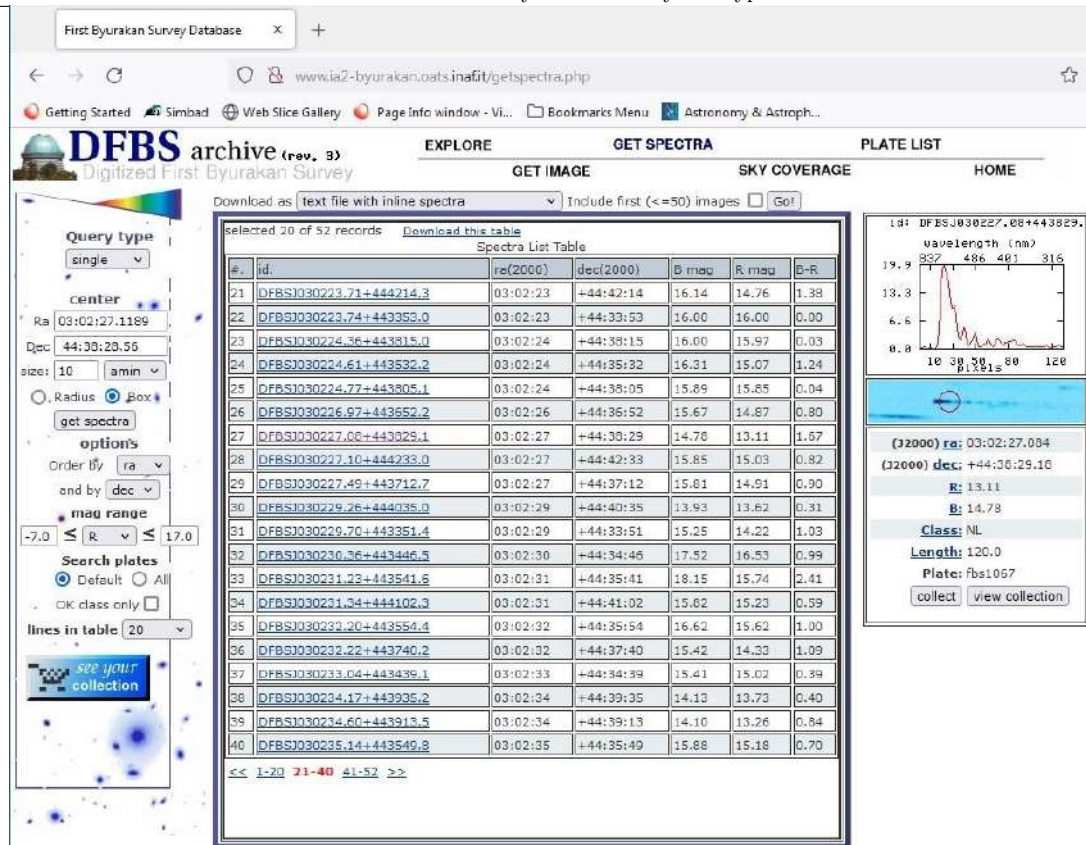 First Byurakan Survey Database X +
www.ia2-byurakan.oats.inaf.it/getspectra.php
Getting Started Simbad Web Slice Gallery Page Info window - Vi... Bookmarks Menu Astronomy & Astroph...
DFBS archive (rev. 3)
Digitized First Byurakan Survey
EXPLORE GET SPECTRA PLATE LIST
GET IMAGE SKY COVERAGE HOME
Download as text file with inline spectra Include first (<=50) images Go!
Query type
single
center
Ra 03:02:27.1189
Dec 44:38:28.56
size: 10 amin
Radius Box
get spectra
options
Order By ra
and by dec
mag range
-7.0 ≤ R ≤ 17.0
Search plates
Default All
OK class only
lines in table 20
see your
collection
selected 20 of 52 records Download this table
Spectra List Table
#. id. ra(2000) dec(2000) B mag R mag B-R
21 DFBSJ030223.71+444214.3 03:02:23 +44:42:14 16.14 14.76 1.38
22 DFBSJ030223.74+443353.0 03:02:23 +44:33:53 16.00 16.00 0.00
23 DFBSJ030224.36+443815.0 03:02:24 +44:38:15 16.00 15.97 0.03
24 DFBSJ030224.61+443532.2 03:02:24 +44:35:32 16.31 15.07 1.24
25 DFBSJ030224.77+443805.1 03:02:24 +44:38:05 15.89 15.85 0.04
26 DFBSJ030226.97+443652.2 03:02:26 +44:36:52 15.67 14.87 0.80
27 DFBSJ030227.08+443829.1 03:02:27 +44:38:29 14.78 13.11 1.67
28 DFBSJ030227.10+444233.0 03:02:27 +44:42:33 15.85 15.03 0.82
29 DFBSJ030227.49+443712.7 03:02:27 +44:37:12 15.81 14.91 0.90
30 DFBSJ030229.26+444035.0 03:02:29 +44:40:35 13.93 13.62 0.31
31 DFBSJ030229.70+443351.4 03:02:29 +44:33:51 15.25 14.22 1.03
32 DFBSJ030230.36+443446.5 03:02:30 +44:34:46 17.52 16.53 0.99
33 DFBSJ030231.23+443541.6 03:02:31 +44:35:41 18.15 15.74 2.41
34 DFBSJ030231.34+444102.3 03:02:31 +44:41:02 15.82 15.23 0.59
35 DFBSJ030232.20+443554.4 03:02:32 +44:35:54 16.62 15.62 1.00
36 DFBSJ030232.22+443740.2 03:02:32 +44:37:40 15.42 14.33 1.09
37 DFBSJ030233.04+443439.1 03:02:33 +44:34:39 15.41 15.02 0.39
38 DFBSJ030234.17+443935.2 03:02:34 +44:39:35 14.13 13.73 0.40
39 DFBSJ030234.60+443913.5 03:02:34 +44:39:13 14.10 13.26 0.84
40 DFBSJ030235.14+443549.8 03:02:35 +44:35:49 15.88 15.18 0.70
<< 1-20 21-40 41-52 >>
id: DFBSJ030227.08+443829.
wavelength (nm)
837 486 401 316
19.9
13.3
6.6
0.0
10 30 50 80 120
pixels
(J2000) ra: 03:02:27.084
(J2000) dec: +44:38:29.18
R: 13.11
B: 14.78
Class: NL
Length: 120.0
Plate: fbs1067
collect view collection